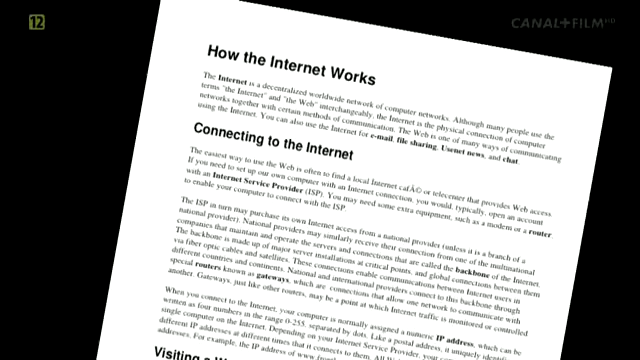 12
CANAL+FILM HD
How the Internet Works
The Internet is a decentralized worldwide network of computer networks. Although many people use the
terms "the Internet" and "the Web" interchangeably, the Internet is the physical connection of computer
networks together with certain methods of communication. The Web is one of many ways of communicating
using the Internet. You can also use the Internet for e-mail, file sharing, Usenet news, and chat.
Connecting to the Internet
The easiest way to use the Web is often to find a local Internet cafÃ© or telecenter that provides Web access
If you need to set up our own computer with an Internet connection, you would, typically, open an account
with an Internet Service Provider (ISP). You may need some extra equipment, such as a modem or a router
to enable your computer to connect with the ISP
The ISP in turn may purchase its own Internet access from a national provider (unless it is a branch of a
national provider). National providers may similarly receive their connection from one of the multinational
companies that maintain and operate the servers and connections that are called the backbone of the Internet.
The backbone is made up of major server installations at critical points, and global connections between them
via fiber optic cables and satellites. These connections enable communications between Internet users in
different countries and continents. National and international providers connect to this backbone through
special routers known as gateways, which are connections that allow one network to communicate with
another. Gateways, just like other routers, may be a point at which Internet traffic is monitored or controlled
When you connect to the Internet, your computer is normally assigned a numeric IP address, which can be
written as four numbers in the range 0-255, separated by dots. Like a postal address, it uniquely identifies
single computer on the Internet. Depending on your Internet Service Provider, your
different IP addresses at different times that it connects to them. All
addresses. For example, the IP address of
Visiting a